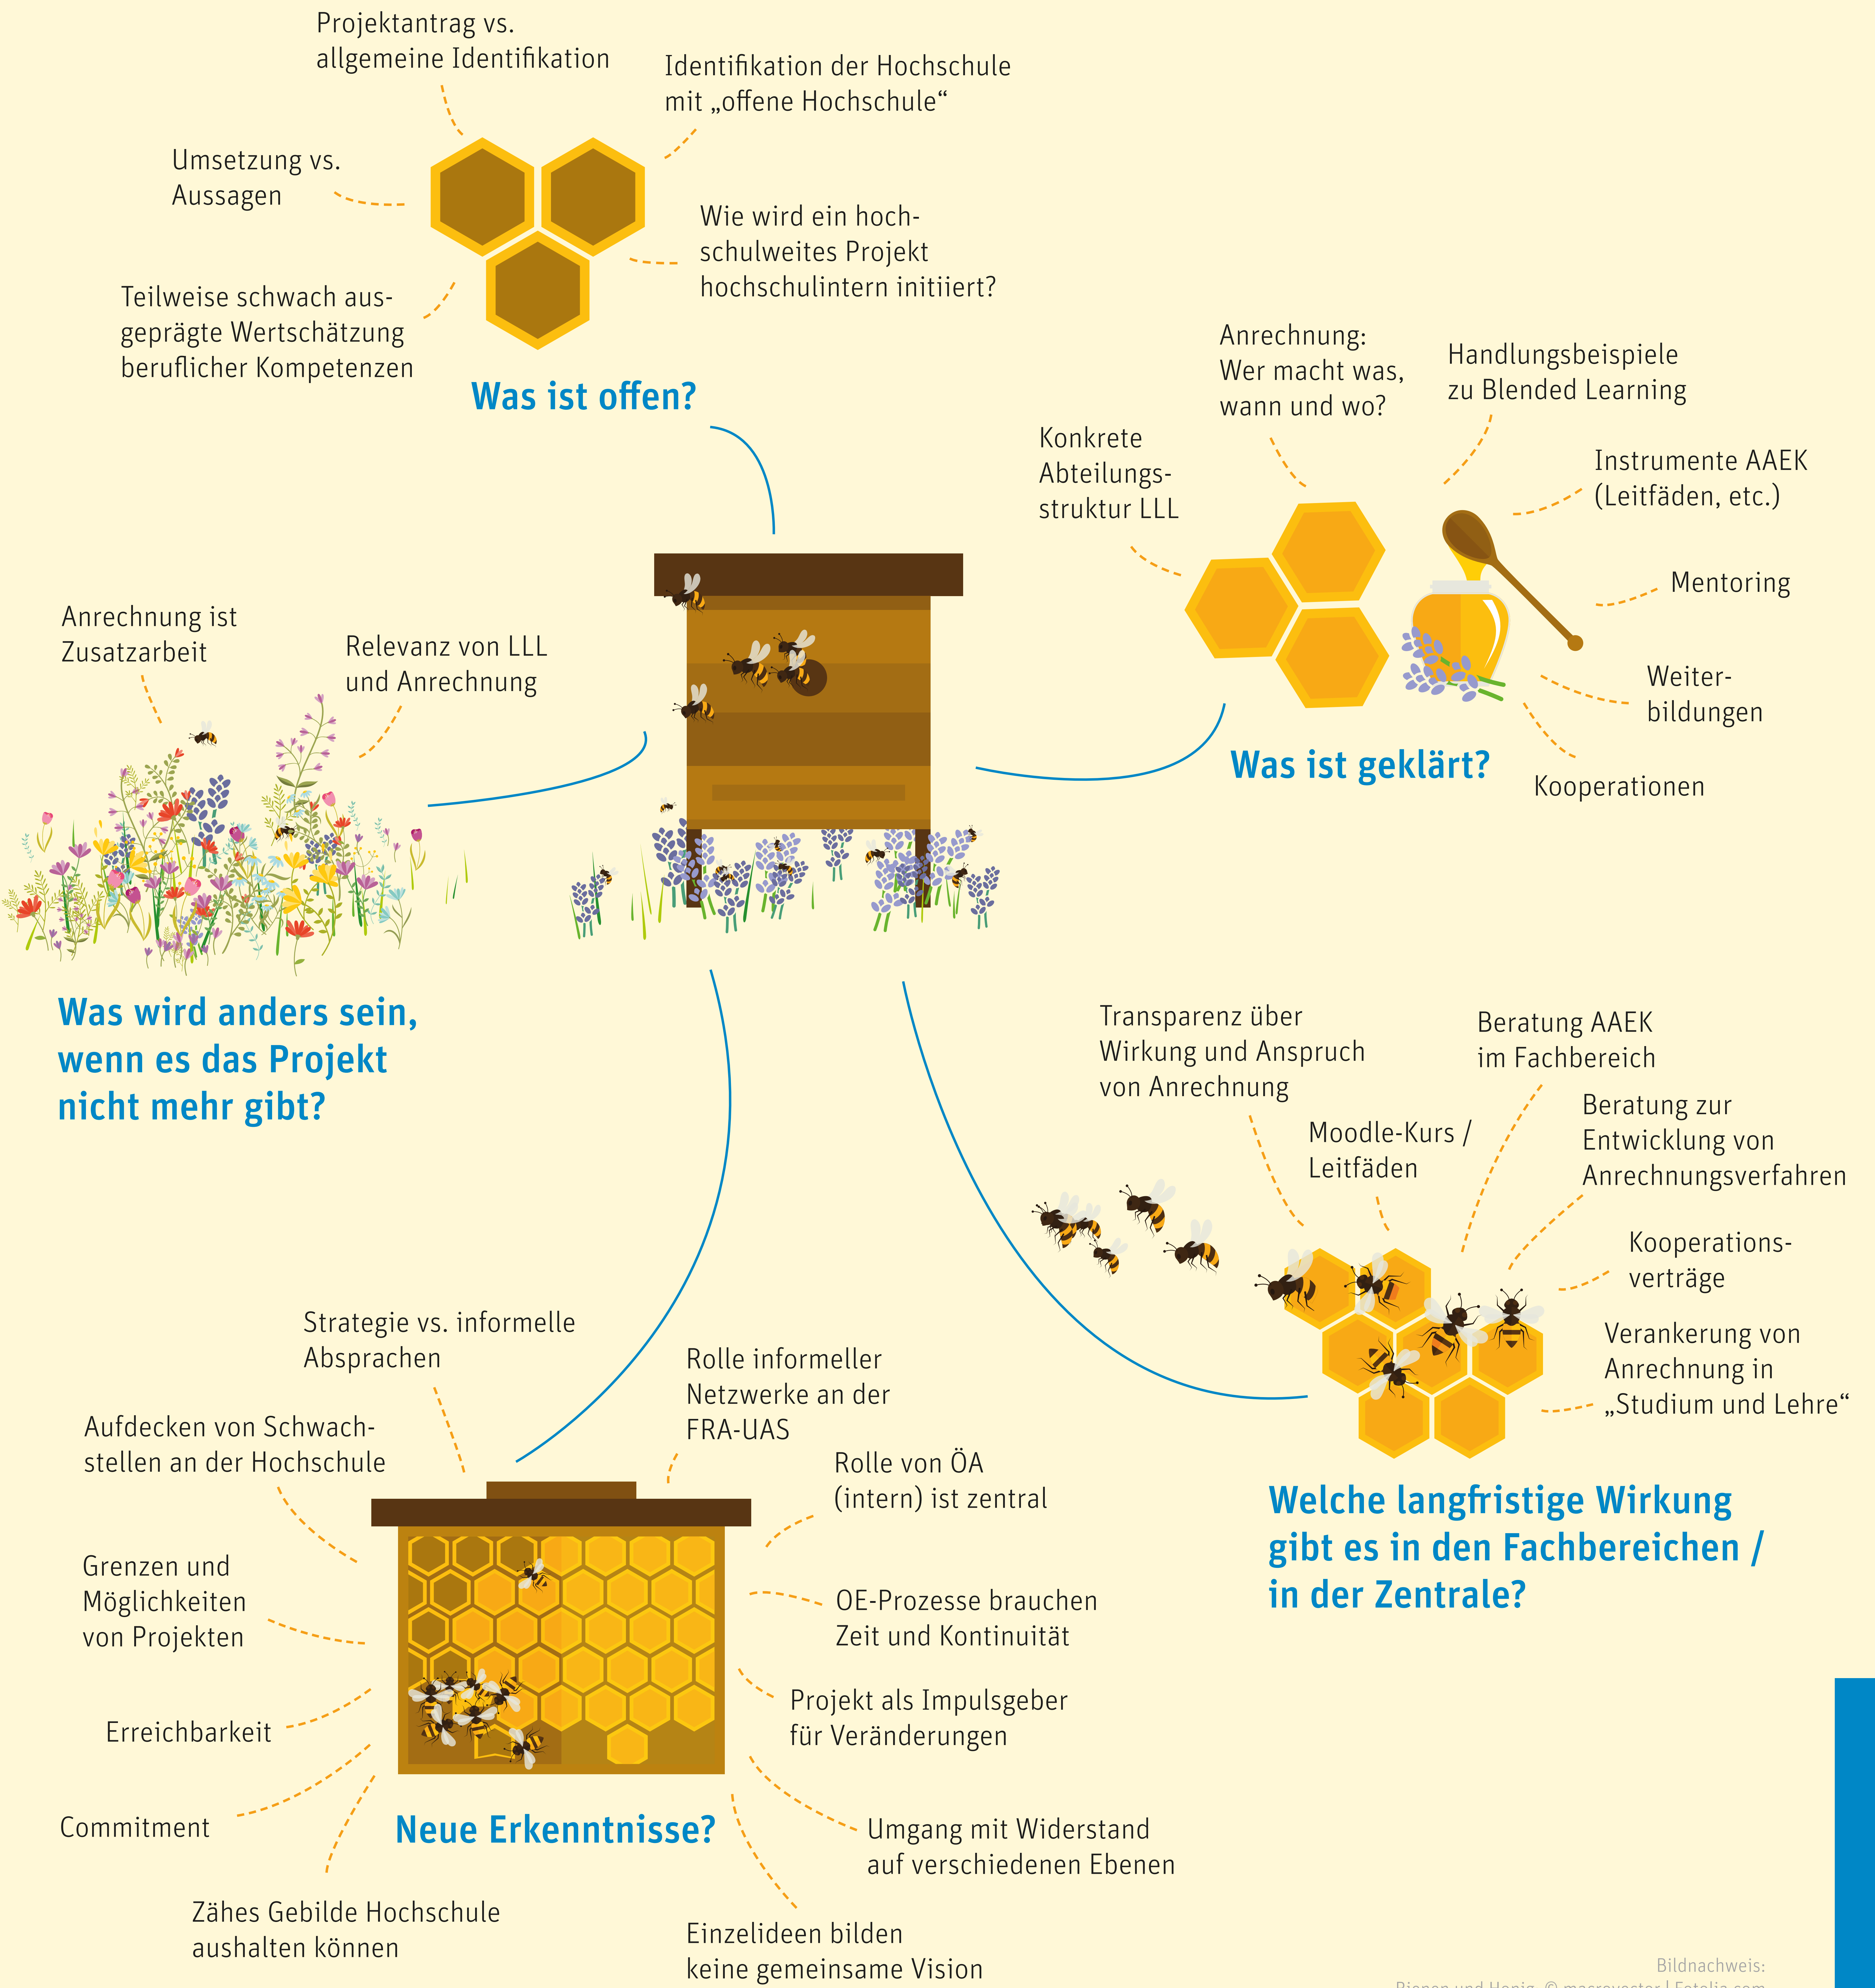 Projektantrag vs.
allgemeine Identifikation
Identifikation der Hochschule
mit „offene Hochschule“
Umsetzung vs.
Aussagen
Wie wird ein hoch-
schulweites Projekt
hochschulintern initiiert?
Teilweise schwach aus-
geprägte Wertschätzung
beruflicher Kompetenzen
Was ist offen?
Anrechnung:
Wer macht was,
wann und wo?
Handlungsbeispiele
zu Blended Learning
Konkrete
Abteilungs-
struktur LLL
Instrumente AAEK
(Leitfäden, etc.)
Mentoring
Weiter-
bildungen
Kooperationen
Was ist geklärt?
Anrechnung ist
Zusatzarbeit
Relevanz von LLL
und Anrechnung
Was wird anders sein,
wenn es das Projekt
nicht mehr gibt?
Transparenz über
Wirkung und Anspruch
von Anrechnung
Beratung AAEK
im Fachbereich
Moodle-Kurs /
Leitfäden
Beratung zur
Entwicklung von
Anrechnungsverfahren
Kooperations-
verträge
Verankerung von
Anrechnung in
„Studium und Lehre“
Welche langfristige Wirkung
gibt es in den Fachbereichen /
in der Zentrale?
Strategie vs. informelle
Absprachen
Rolle informeller
Netzwerke an der
FRA-UAS
Aufdecken von Schwach-
stellen an der Hochschule
Rolle von ÖA
(intern) ist zentral
Grenzen und
Möglichkeiten
von Projekten
OE-Prozesse brauchen
Zeit und Kontinuität
Erreichbarkeit
Projekt als Impulsgeber
für Veränderungen
Commitment
Neue Erkenntnisse?
Umgang mit Widerstand
auf verschiedenen Ebenen
Zähes Gebilde Hochschule
aushalten können
Einzelideen bilden
keine gemeinsame Vision
Bildnachweis:
Bienen und Honig, © macrovector | Fotolia.com